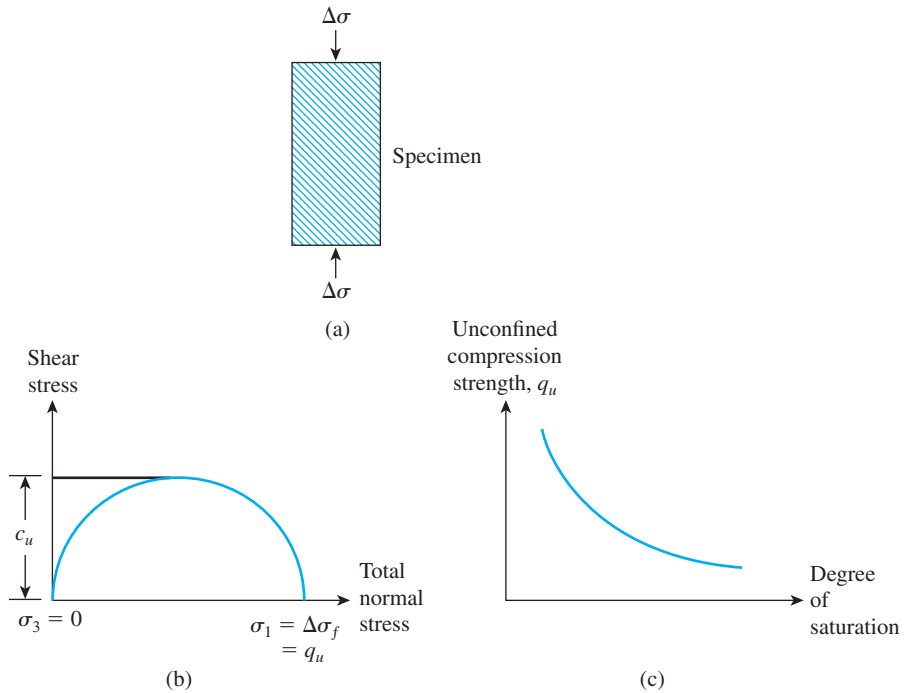 Δσ
Specimen
Δσ
(a)
Shear
stress
c_u
σ_3 = 0
σ_1 = Δσ_f
= q_u
Total
normal
stress
(b)
Unconfined
compression
strength, q_u
Degree
of
saturation
(c)